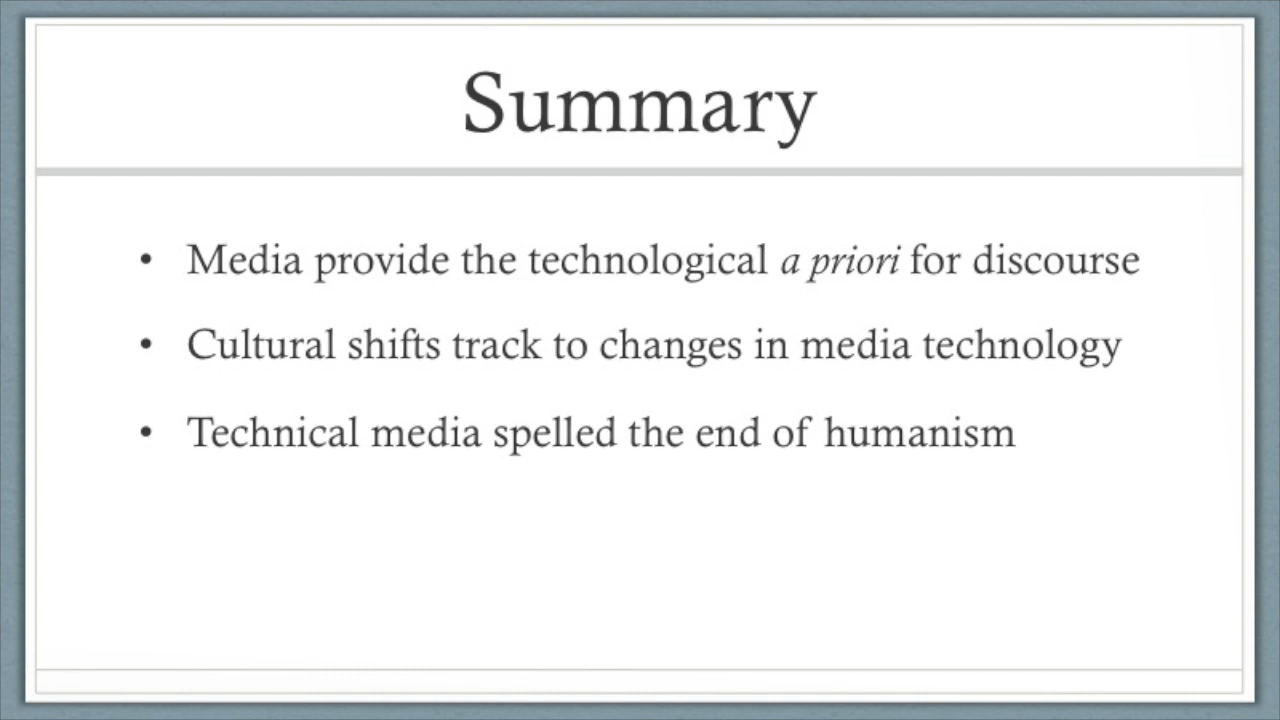 Summary
• Media provide the technological a priori for discourse
• Cultural shifts track to changes in media technology
• Technical media spelled the end of humanism